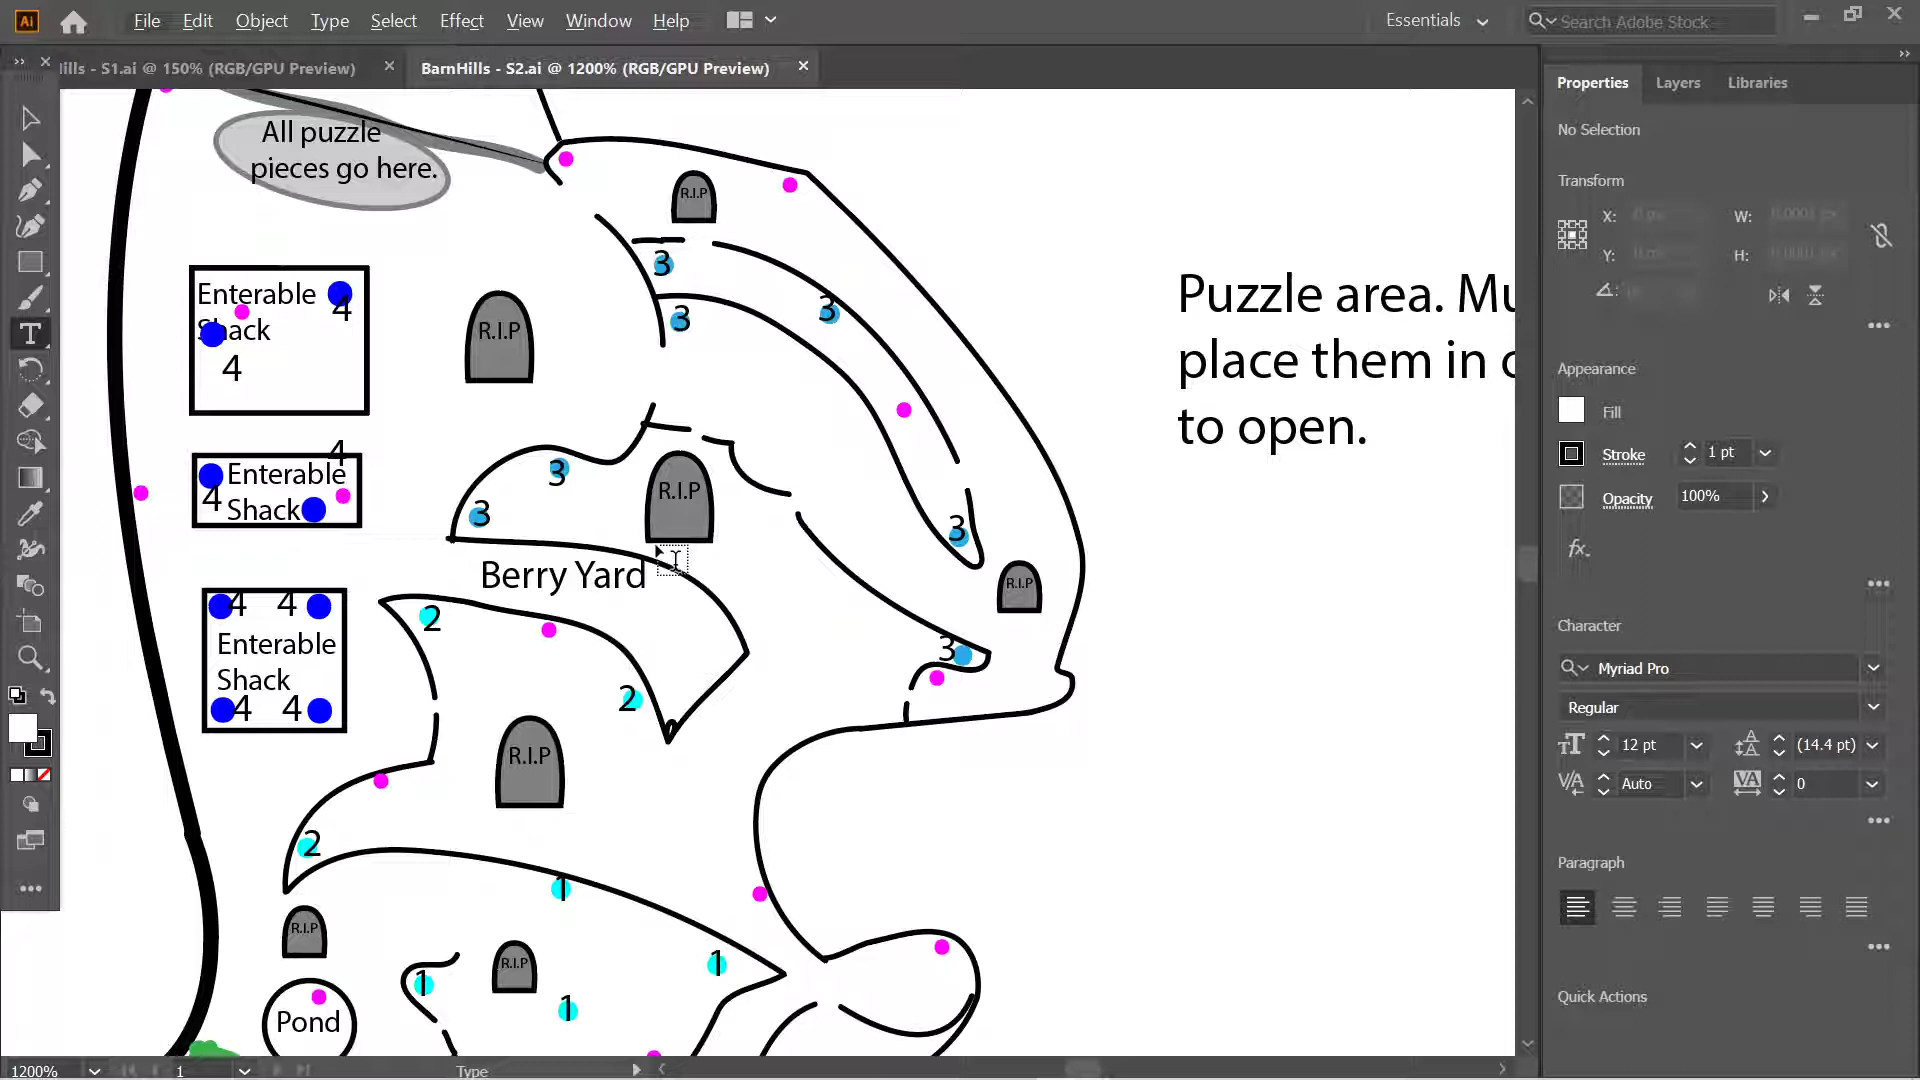 Ai File Edit Object Type Select Effect View Window Help Essentials Search Adobe Stock
ills - S1.ai @ 150% (RGB/GPU Preview) BarnHills - S2.ai @ 1200% (RGB/GPU Preview)
Properties Layers Libraries
No Selection
Transform
X: W:
Y: H:
Appearance
Fill
Stroke 1 pt
Opacity 100%
fx.
Character
Myriad Pro
Regular
12 pt (14.4 pt)
Auto 0
Paragraph
Quick Actions
All puzzle
pieces go here.
R.I.P
3
Enterable 4
Shack
4
R.I.P
3
3
Puzzle area. Mu
place them in
to open.
4
Enterable
4 Shack
3
3
R.I.P
3
Berry Yard
R.I.P
4 4
Enterable
Shack
4 4
2
3
2
R.I.P
2
1
R.I.P
R.I.P
1
1
1
Pond
1200% 1 Type